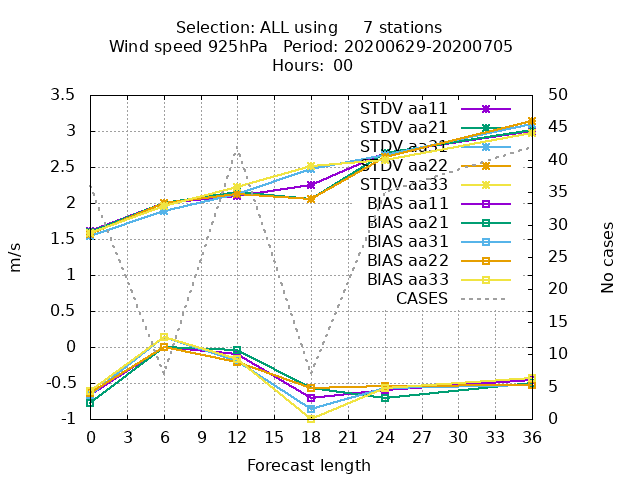 Selection: ALL using 7 stations
Wind speed 925hPa Period: 20200629-20200705
Hours: 00
3.5
3
2.5
2
1.5
1
0.5
0
-0.5
-1
m/s
50
45
40
35
30
25
20
15
10
5
0
No cases
STDV aa11
STDV aa21
STDV aa31
STDV aa22
STDV aa33
BIAS aa11
BIAS aa21
BIAS aa31
BIAS aa22
BIAS aa33
CASES
0 3 6 9 12 15 18 21 24 27 30 33 36
Forecast length